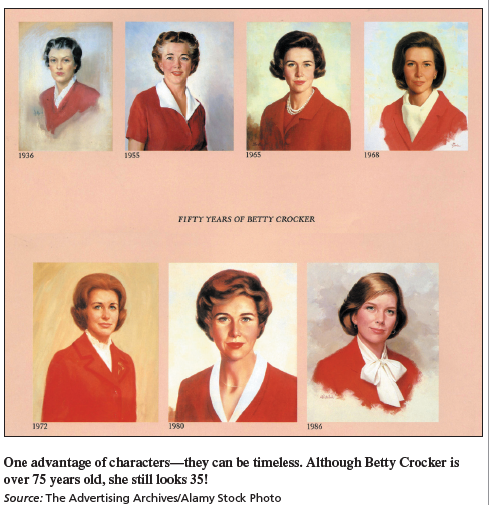 1936
1955
1965
1968
FIFTY YEARS OF BETTY CROCKER
1972
1980
1986
One advantage of characters—they can be timeless. Although Betty Crocker is
over 75 years old, she still looks 35!
Source: The Advertising Archives/Alamy Stock Photo